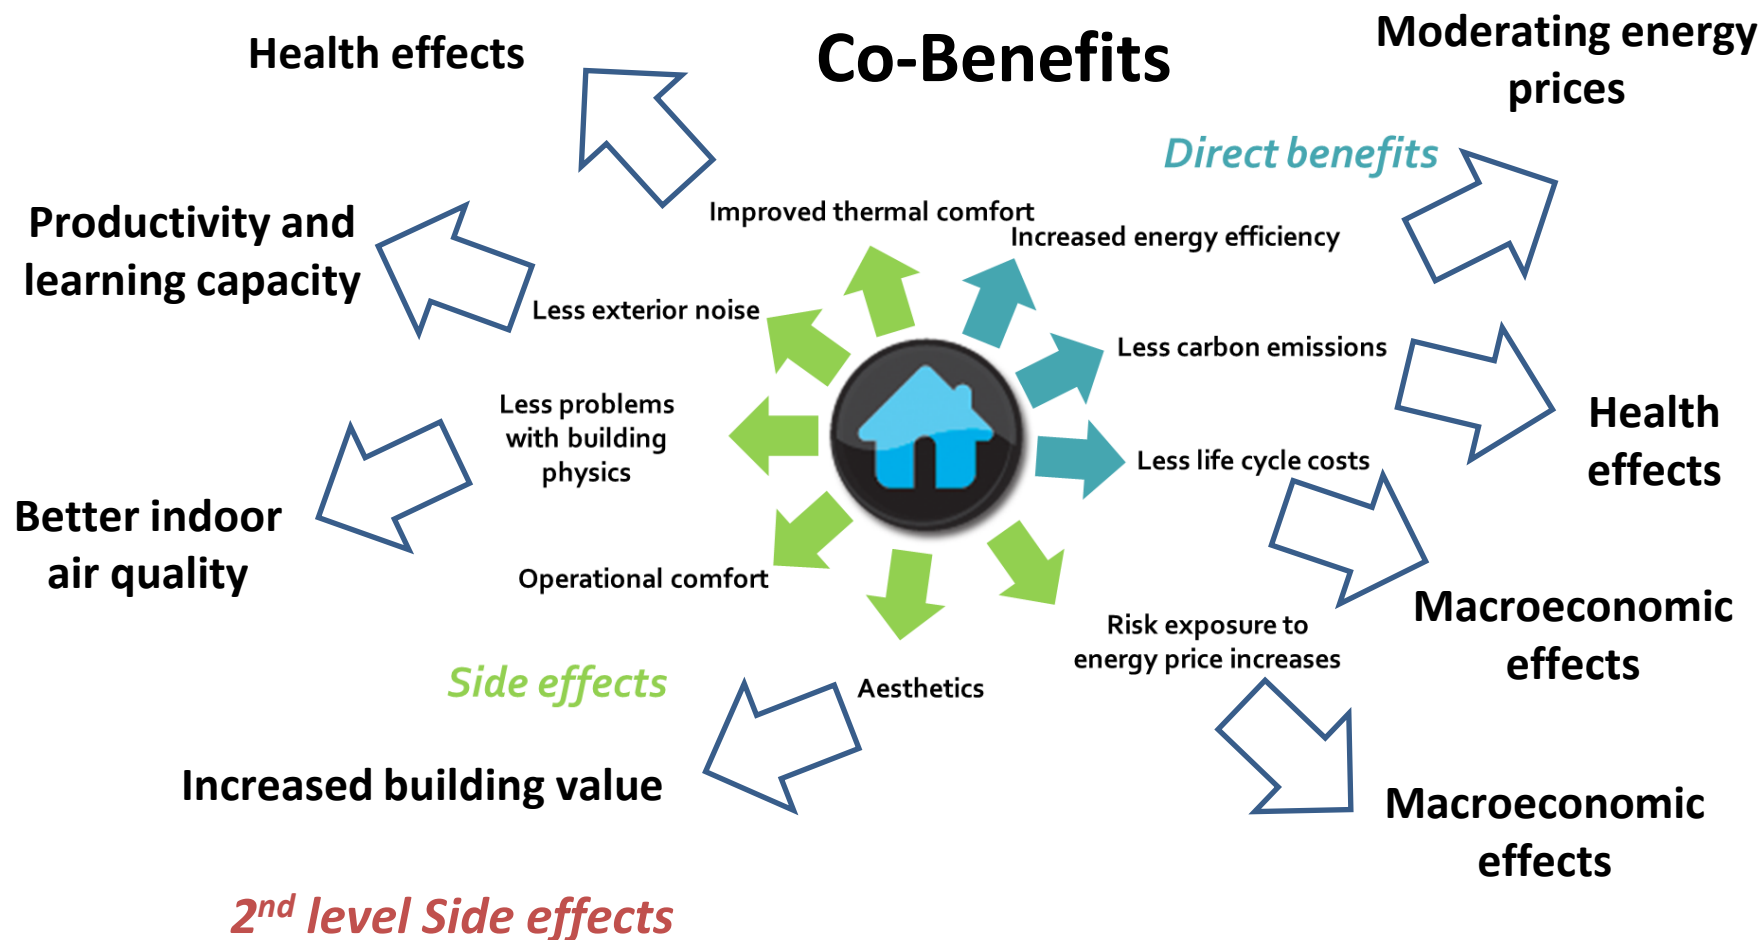 Co-Benefits
Health effects
Moderating energy
prices
Direct benefits
Productivity and
learning capacity
Improved thermal comfort
Increased energy efficiency
Less exterior noise
Less carbon emissions
Less problems
with building
physics
Health
effects
Less life cycle costs
Better indoor
air quality
Operational comfort
Macroeconomic
effects
Risk exposure to
energy price increases
Side effects
Aesthetics
Increased building value
Macroeconomic
effects
2nd level Side effects